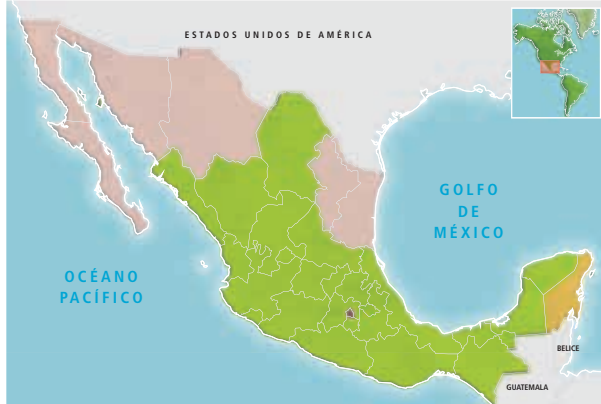 ESTADOS UNIDOS DE AMÉRICA
GOLFO
DE
MÉXICO
OCÉANO
PACÍFICO
BELICE
GUATEMALA